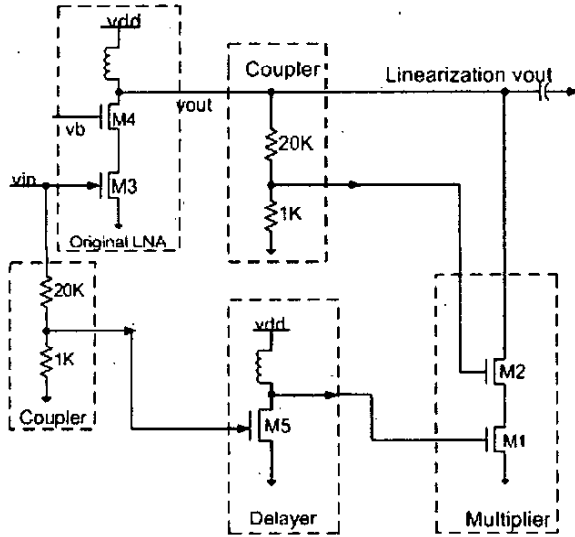 vdd
Coupler
Linearization vout
vb
M4
vout
20K
vin
M3
1K
Original LNA
20K
1K
Coupler
vdd
M5
Delayer
M2
M1
Multiplier